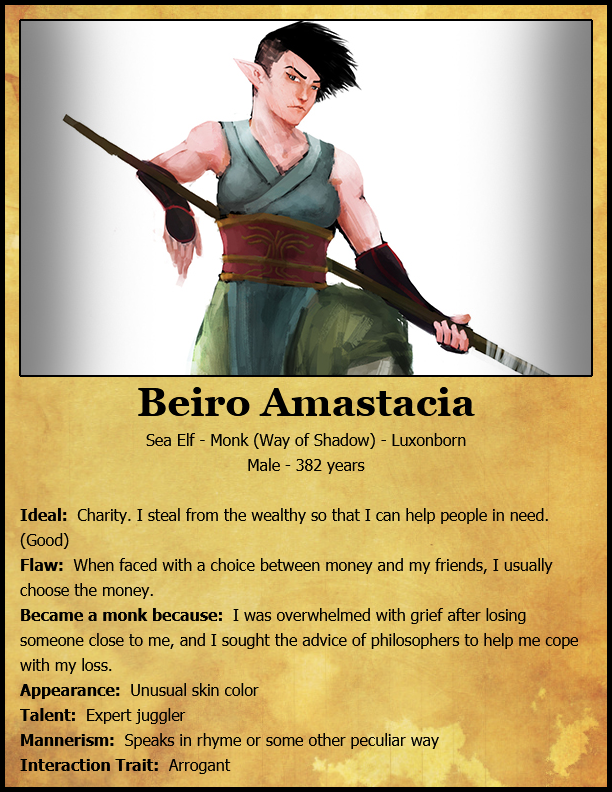 Beiro Amastacia
Sea Elf - Monk (Way of Shadow) - Luxonborn
Male - 382 years
Ideal: Charity. I steal from the wealthy so that I can help people in need.
(Good)
Flaw: When faced with a choice between money and my friends, I usually
choose the money.
Became a monk because: I was overwhelmed with grief after losing
someone close to me, and I sought the advice of philosophers to help me cope
with my loss.
Appearance: Unusual skin color
Talent: Expert juggler
Mannerism: Speaks in rhyme or some other peculiar way
Interaction Trait: Arrogant